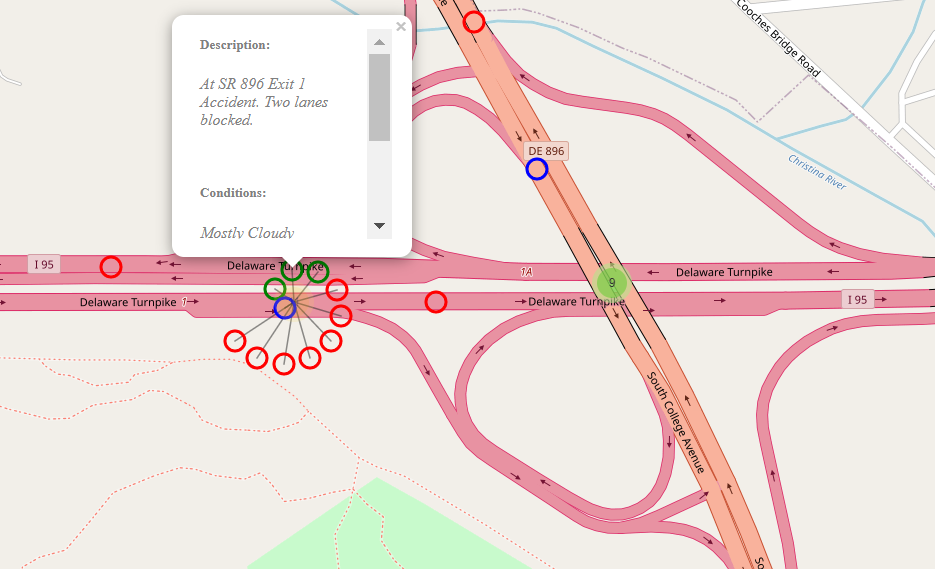 Cooches Bridge Road
×
Description:
At SR 896 Exit 1
Accident. Two lanes
blocked.
Conditions:
Mostly Cloudy
DE 896
Christina River
I 95
Delaware Turnpike
1A
Delaware Turnpike
9
Delaware Turnpike
1
Delaware Turnpike
I 95
South College Avenue
So